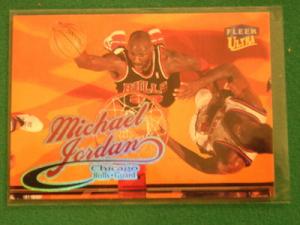 FLEER
ULTRA
BULLS
Michael
Jordan
Chicago
Bulls • Guard